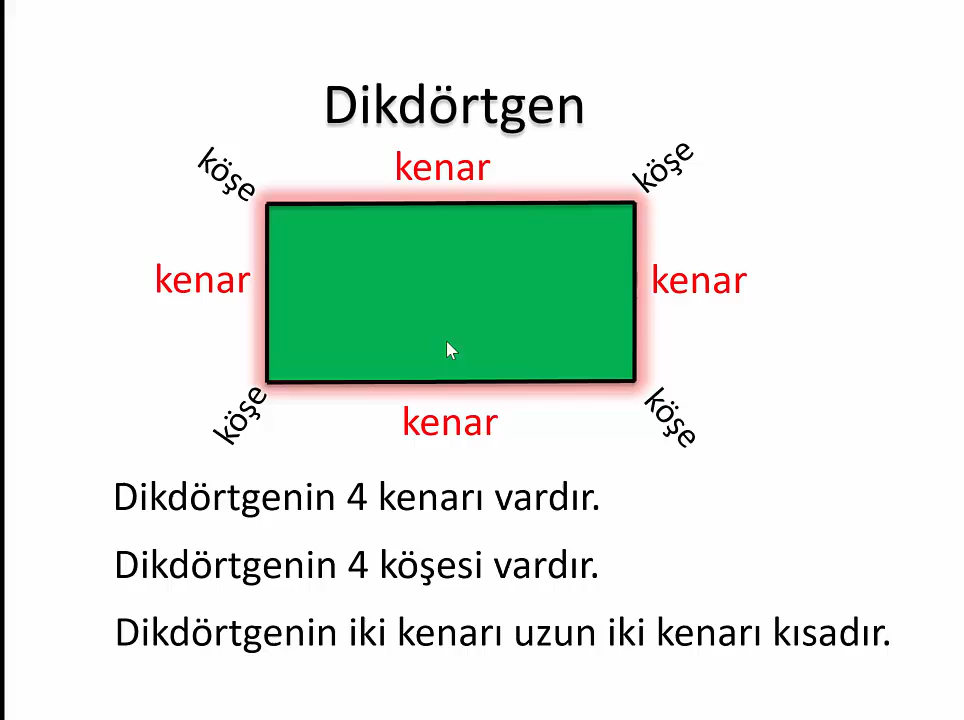 Dikdörtgen
köşe
kenar
köşe
kenar
kenar
köşe
kenar
köşe
Dikdörtgenin 4 kenarı vardır.
Dikdörtgenin 4 köşesi vardır.
Dikdörtgenin iki kenarı uzun iki kenarı kısadır.